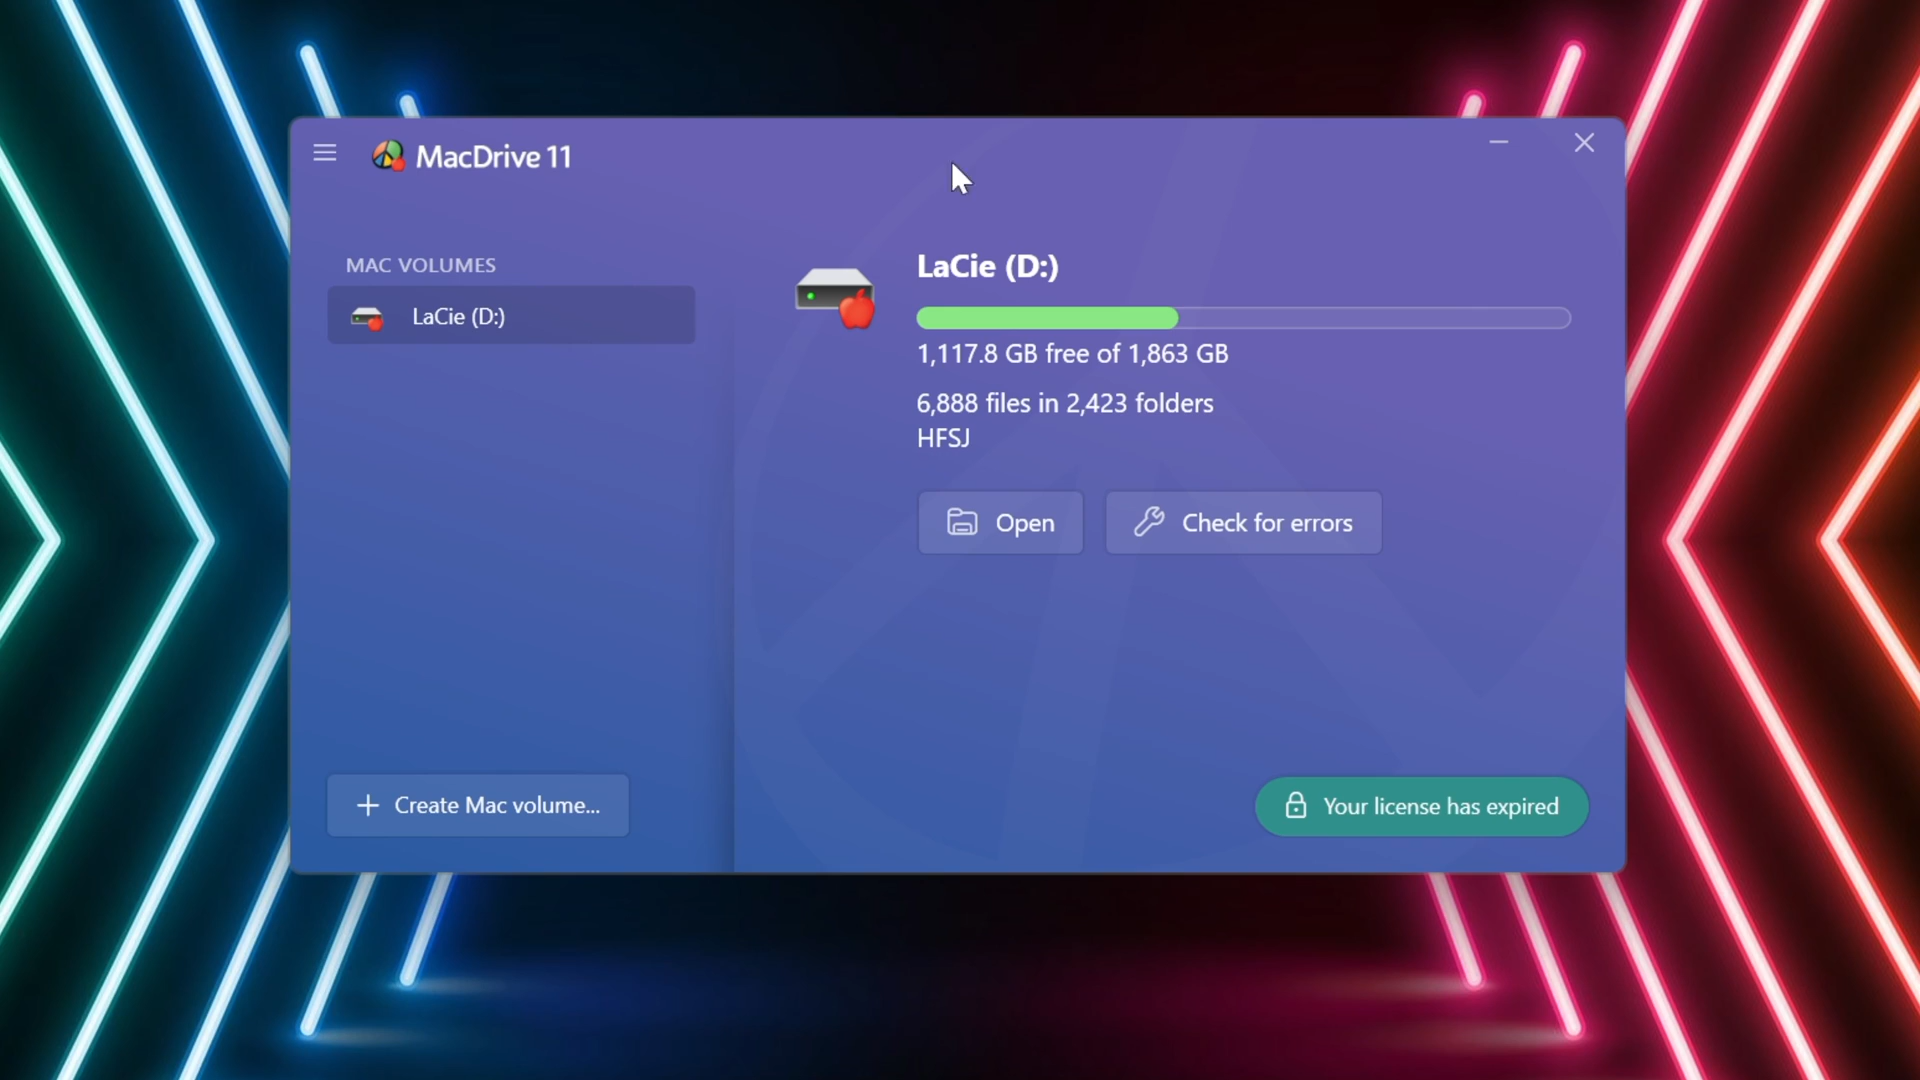 MacDrive 11
MAC VOLUMES
LaCie (D:)
LaCie (D:)
1,117.8 GB free of 1,863 GB
6,888 files in 2,423 folders
HFSJ
Open
Check for errors
Create Mac volume...
Your license has expired